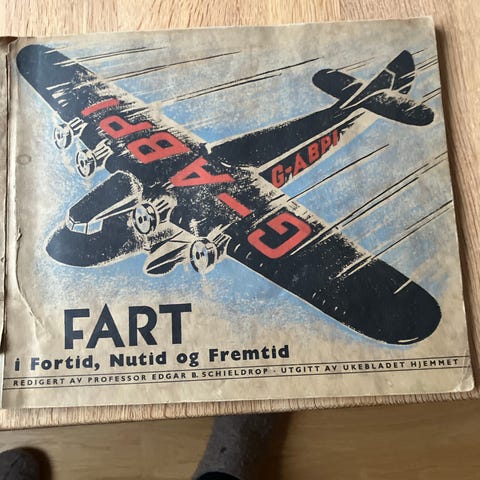 G-ABPI
G-ABPI
FART
i Fortid, Nutid og Fremtid
REDIGERT AV PROFESSOR EDGAR B. SCHIELDROP · UTGITT AV UKEBLADET HJEMMET